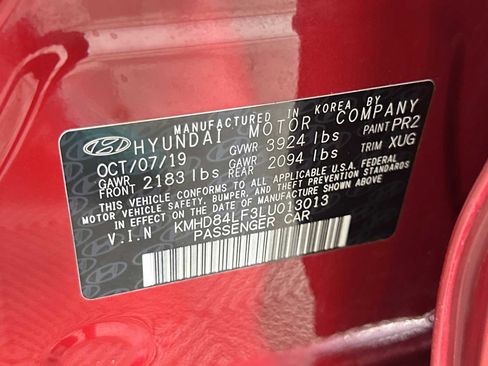 MANUFACTURED IN KOREA BY
HYUNDAI MOTOR COMPANY
OCT/07/19 GVWR 3924 lbs PAINT PR2
GAWR FRONT 2183 lbs GAWR REAR 2094 lbs TRIM XUG
THIS VEHICLE CONFORMS TO ALL APPLICABLE U.S.A. FEDERAL
MOTOR VEHICLE SAFETY, BUMPER, AND THEFT PREVENTION STANDARDS
IN EFFECT ON THE DATE OF MANUFACTURE SHOWN ABOVE.
V.I.N KMHD84LF3LU013013
PASSENGER CAR